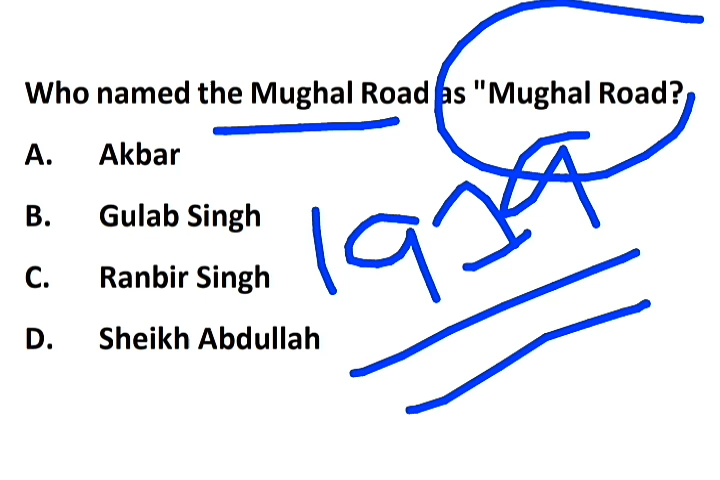 Who named the Mughal Road as "Mughal Road?
A. Akbar
B. Gulab Singh
C. Ranbir Singh
D. Sheikh Abdullah